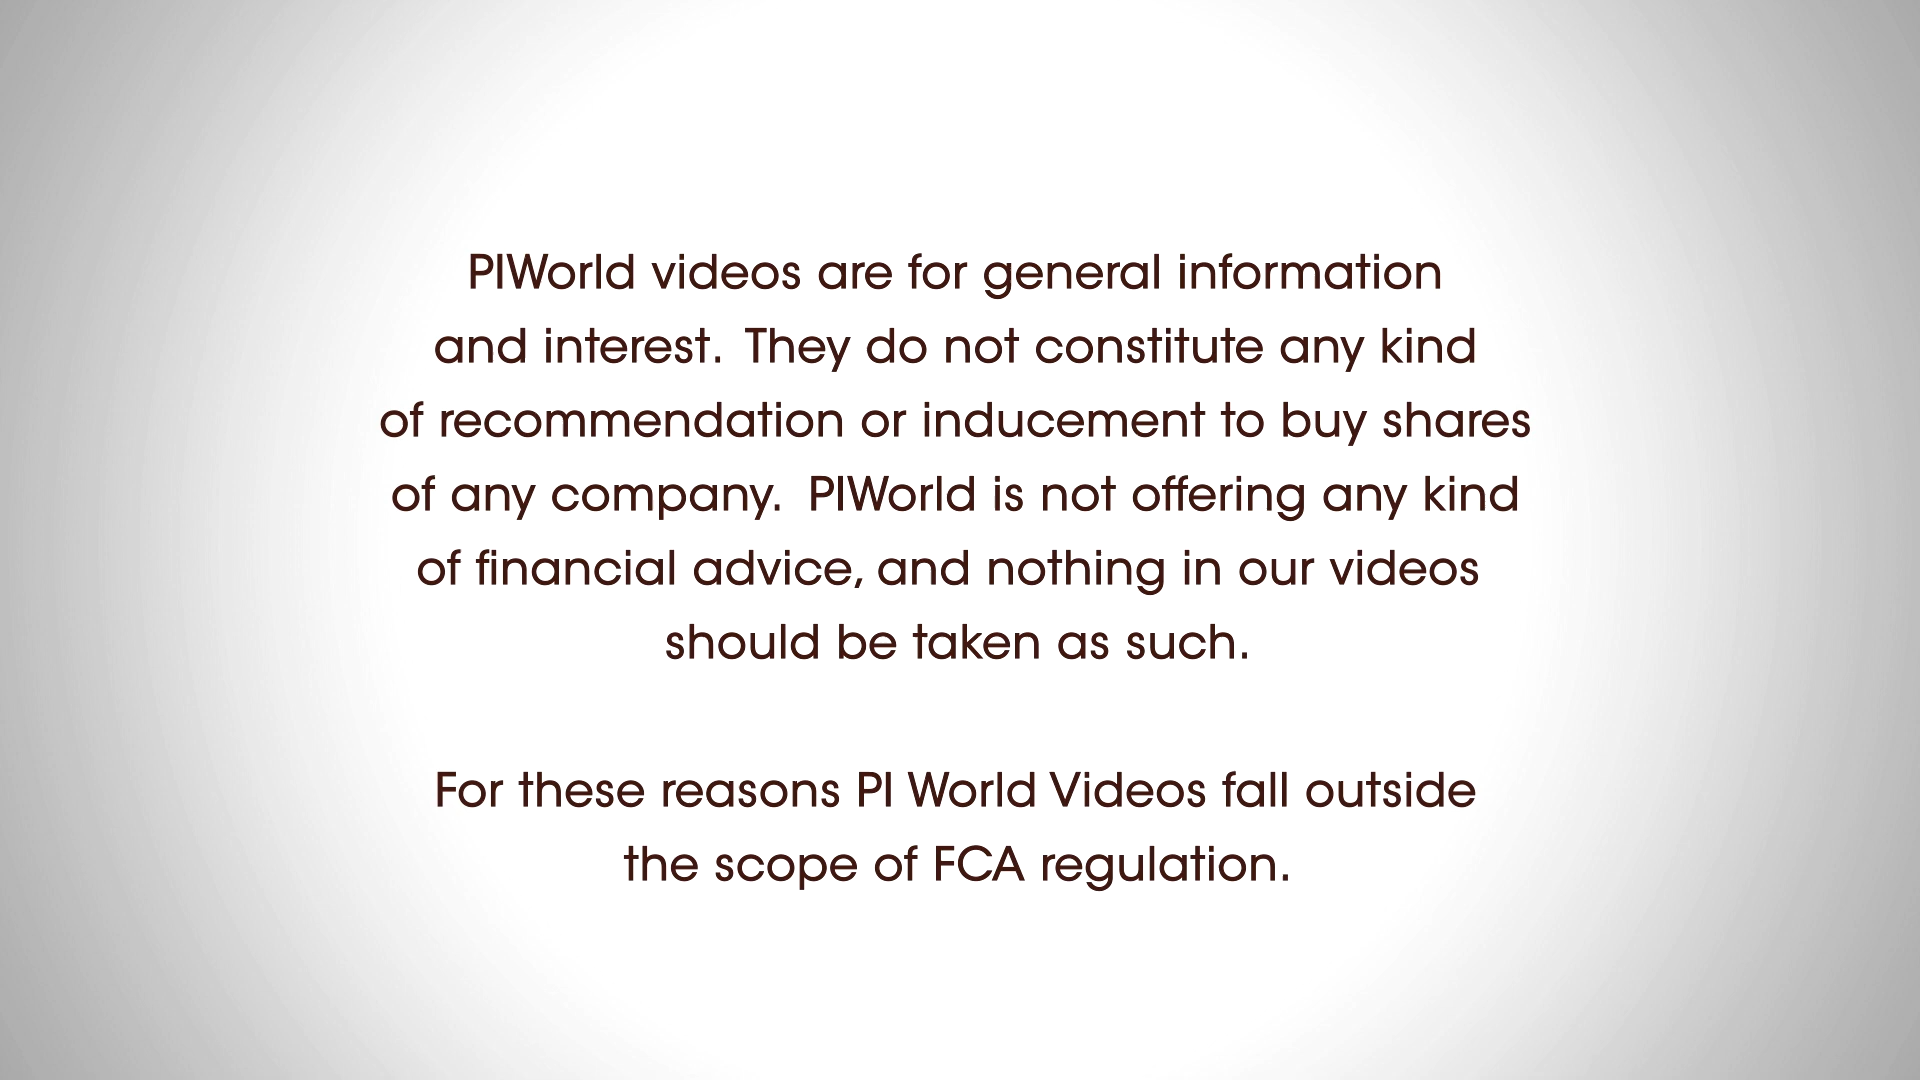 PIWorld videos are for general information
and interest.  They do not constitute any kind
of recommendation or inducement to buy shares
of any company.  PIWorld is not offering any kind
of financial advice, and nothing in our videos
should be taken as such.
For these reasons PI World Videos fall outside
the scope of FCA regulation.